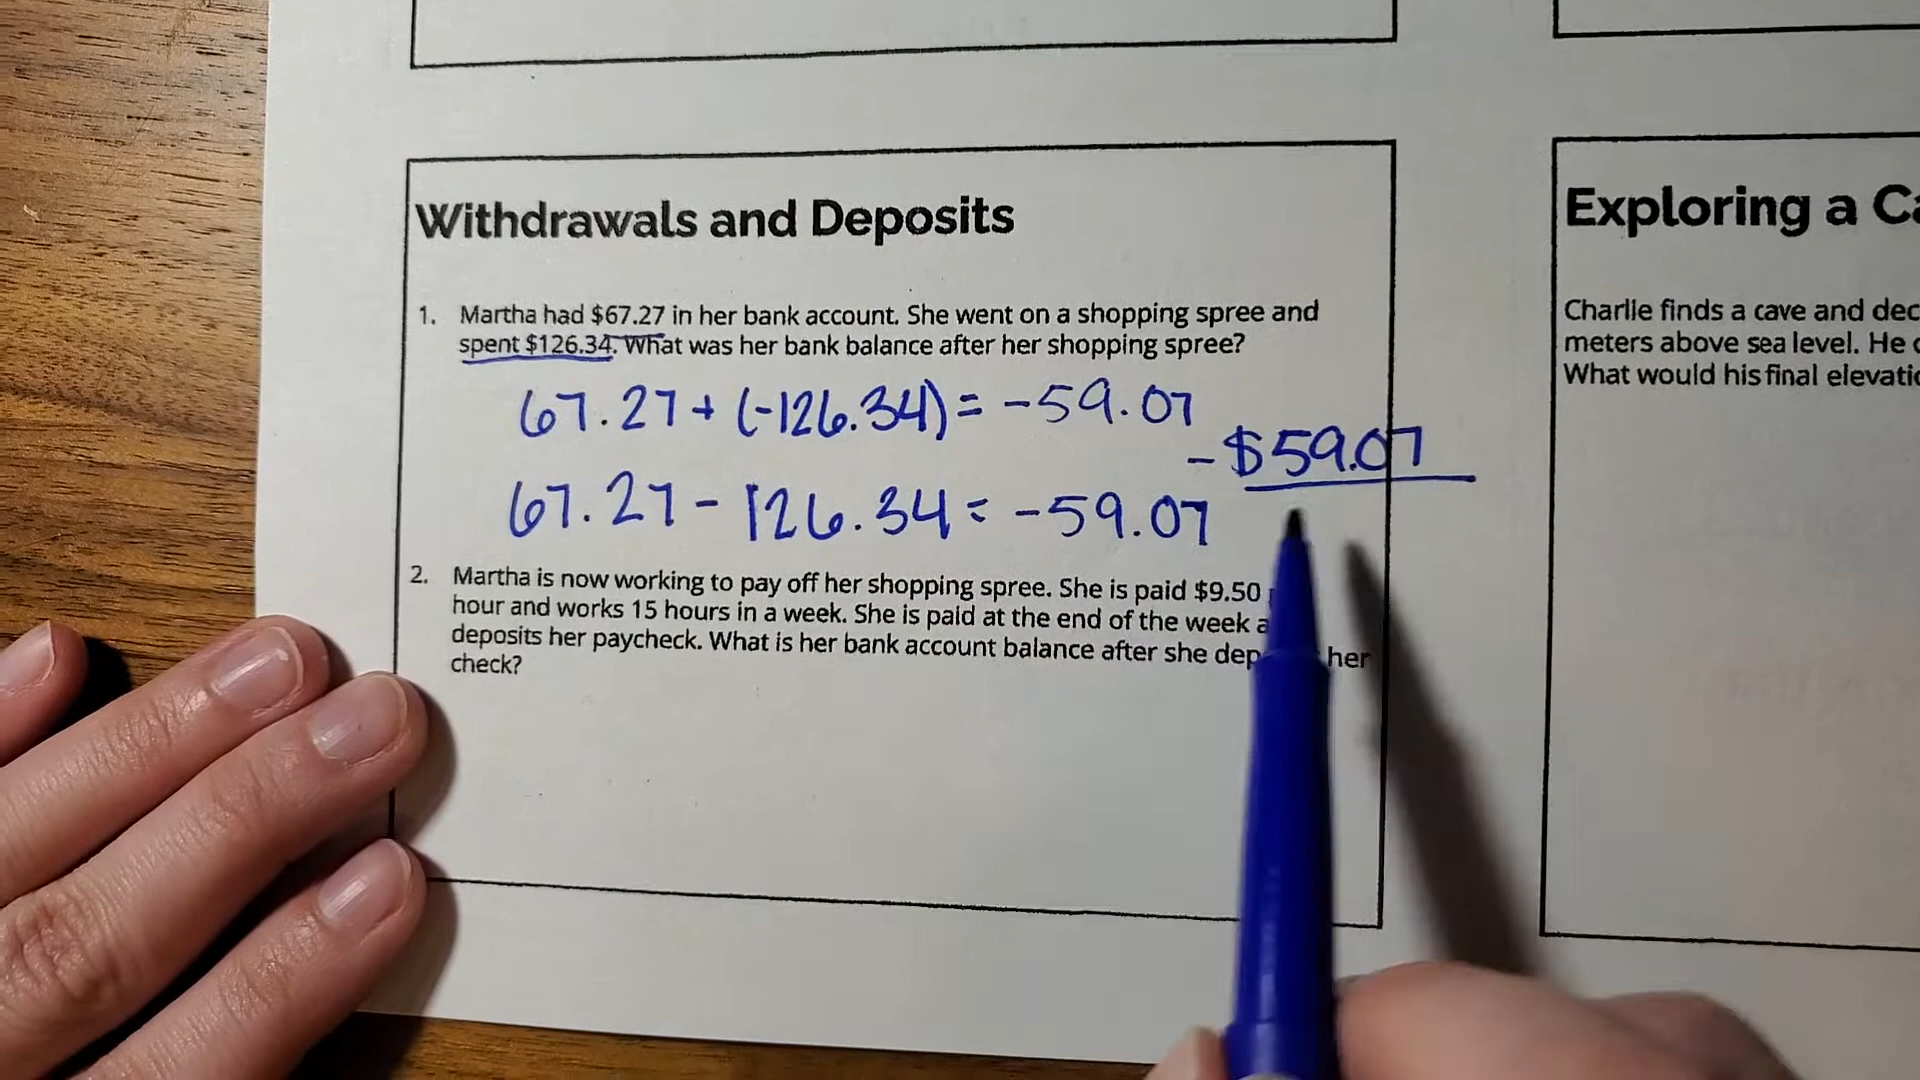 Withdrawals and Deposits
1. Martha had $67.27 in her bank account. She went on a shopping spree and
spent $126.34. What was her bank balance after her shopping spree?
67.27 + (-126.34) = -59.07
- $59.07
67.27 - 126.34 = -59.07
2. Martha is now working to pay off her shopping spree. She is paid $9.50
hour and works 15 hours in a week. She is paid at the end of the week
deposits her paycheck. What is her bank account balance after she her
check?
Exploring a
Charlie finds a cave and
meters above sea level. He
What would his final